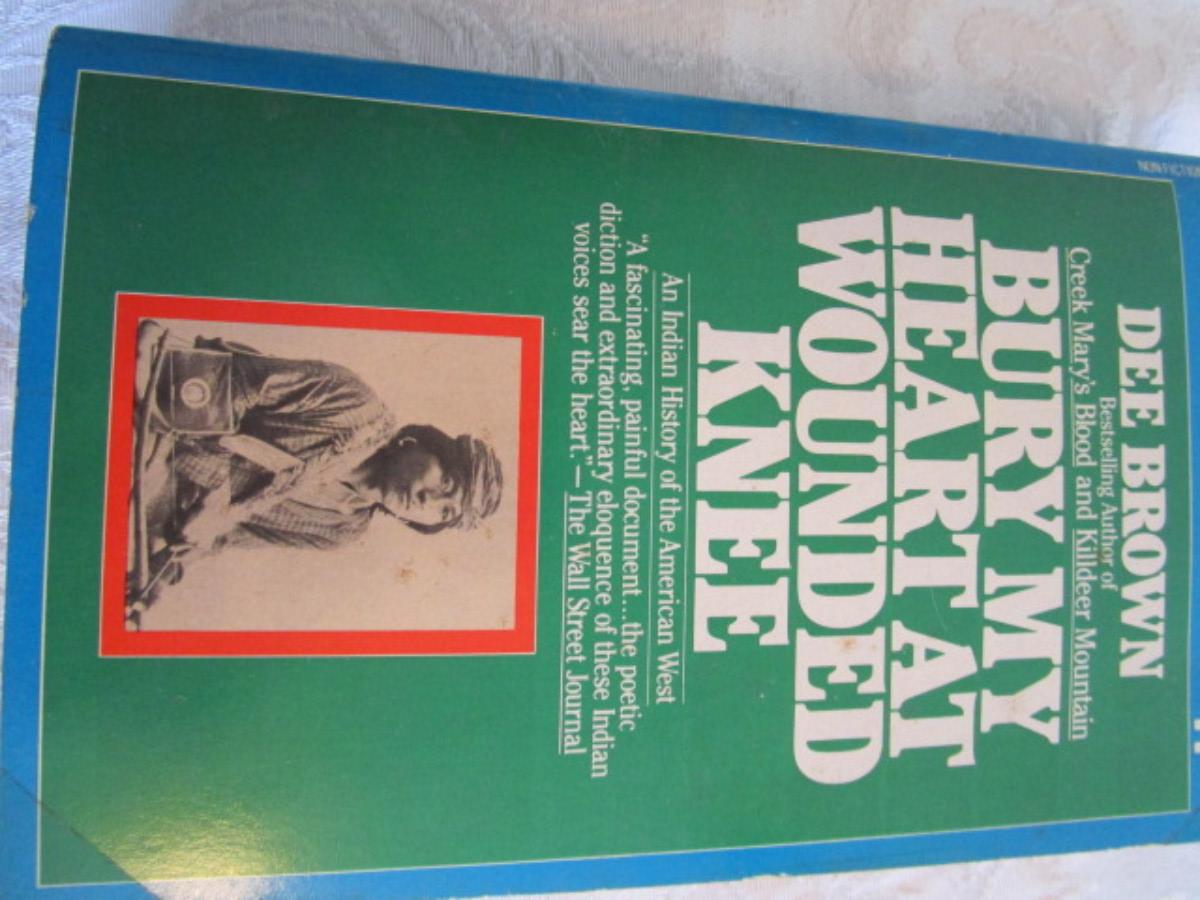 NON-FICTION
DEE BROWN
Bestselling Author of
Creek Mary's Blood and Killdeer Mountain
BURY MY
HEART AT
WOUNDED
KNEE
An Indian History of the American West
“A fascinating, painful document...the poetic
diction and extraordinary eloquence of these Indian
voices sear the heart.”—The Wall Street Journal